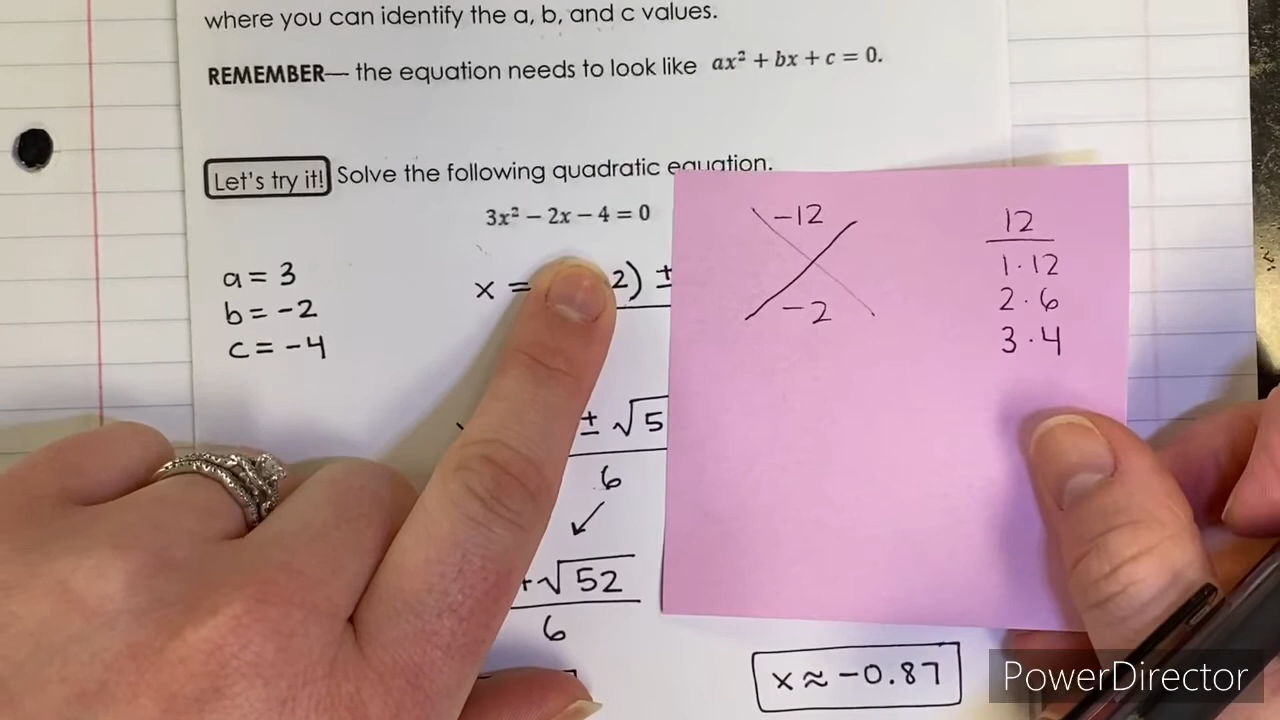 where you can identify the a, b, and c values.
REMEMBER— the equation needs to look like ax² + bx + c = 0.
Let's try it! Solve the following quadratic equation.
3x² – 2x – 4 = 0
a = 3
b = -2
c = -4
x = 2) ±
± √5
6
+√52
6
x ≈ -0.87
-12
-2
12
1·12
2·6
3·4
PowerDirector